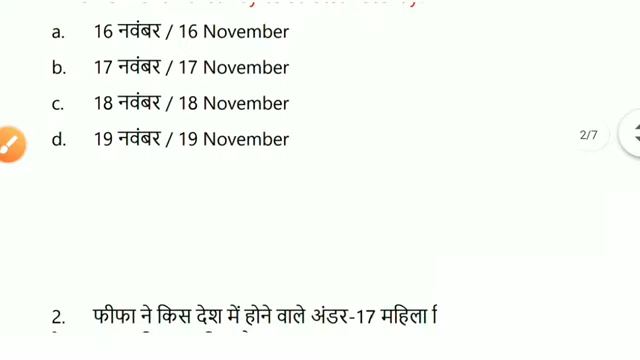 a. 16 नवंबर / 16 November
b. 17 नवंबर / 17 November
c. 18 नवंबर / 18 November
d. 19 नवंबर / 19 November
2/7
2. फीफा ने किस देश में होने वाले अंडर-17 महिला